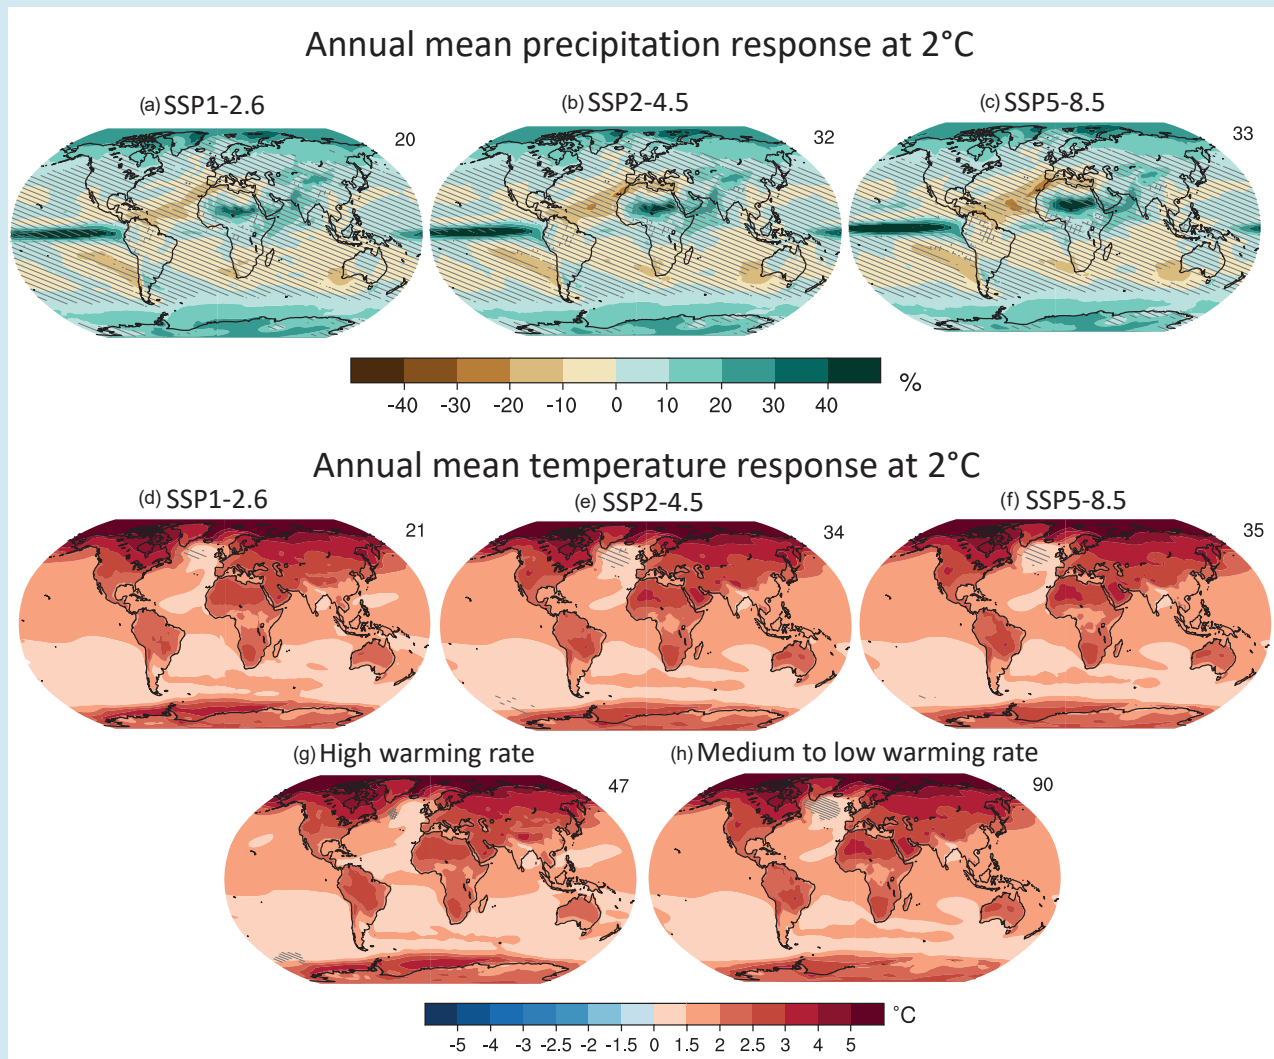 Annual mean precipitation response at 2°C
(a) SSP1-2.6
(b) SSP2-4.5
(c) SSP5-8.5
20
32
33
-40 -30 -20 -10 0 10 20 30 40
%
Annual mean temperature response at 2°C
(d) SSP1-2.6
(e) SSP2-4.5
(f) SSP5-8.5
21
34
35
(g) High warming rate
(h) Medium to low warming rate
47
90
°C
-5 -4 -3 -2.5 -2 -1.5 0 1.5 2 2.5 3 4 5